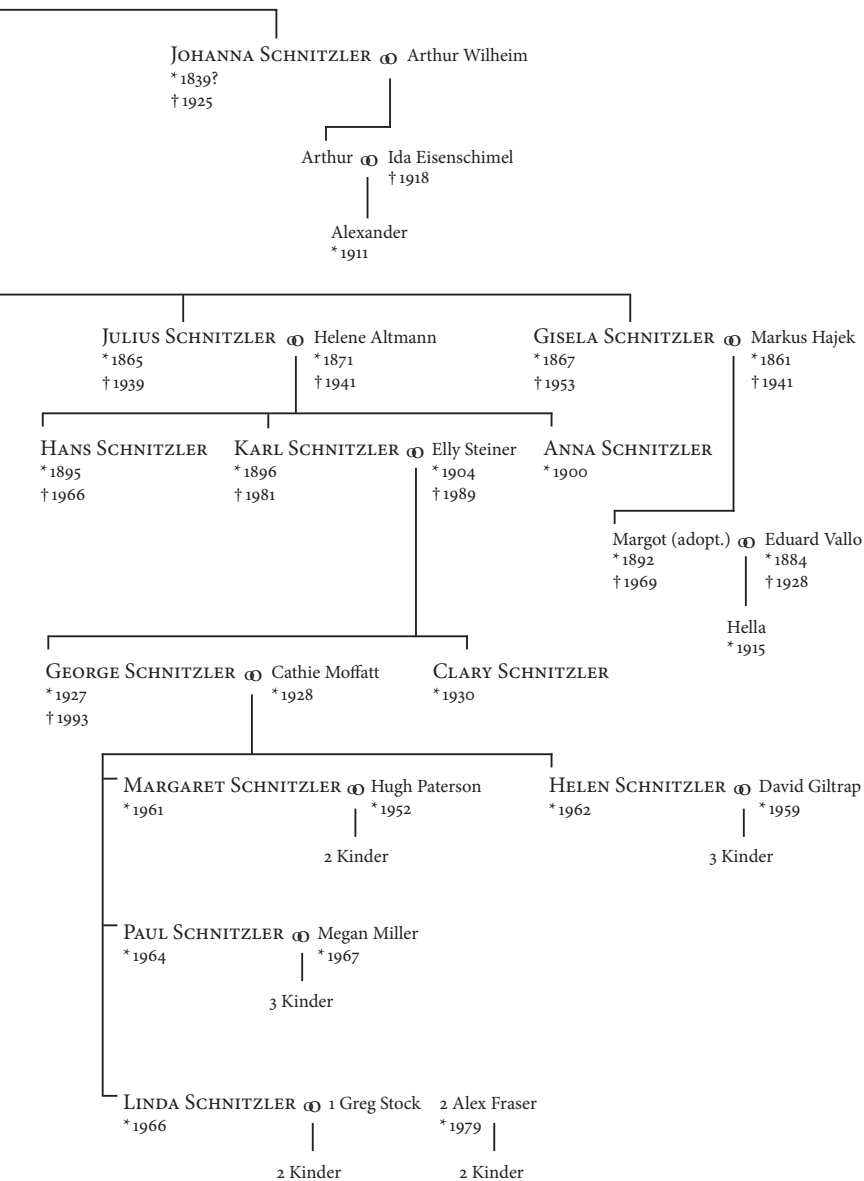 JOHANNA SCHNITZLER ⚭ Arthur Wilheim
* 1839?
† 1925
Arthur ⚭ Ida Eisenschimel
† 1918
Alexander
* 1911
JULIUS SCHNITZLER ⚭ Helene Altmann
* 1865 * 1871
† 1939 † 1941
GISELA SCHNITZLER ⚭ Markus Hajek
* 1867 * 1861
† 1953 † 1941
HANS SCHNITZLER
* 1895
† 1966
KARL SCHNITZLER ⚭ Elly Steiner
* 1896 * 1904
† 1981 † 1989
ANNA SCHNITZLER
* 1900
Margot (adopt.) ⚭ Eduard Vallo
* 1892 * 1884
† 1969 † 1928
Hella
* 1915
GEORGE SCHNITZLER ⚭ Cathie Moffatt
* 1927 * 1928
† 1993
CLARY SCHNITZLER
* 1930
MARGARET SCHNITZLER ⚭ Hugh Paterson
* 1961 * 1952
2 Kinder
HELEN SCHNITZLER ⚭ David Giltrap
* 1962 * 1959
3 Kinder
PAUL SCHNITZLER ⚭ Megan Miller
* 1964 * 1967
3 Kinder
LINDA SCHNITZLER ⚭ 1 Greg Stock 2 Alex Fraser
* 1966 * 1979
2 Kinder 2 Kinder